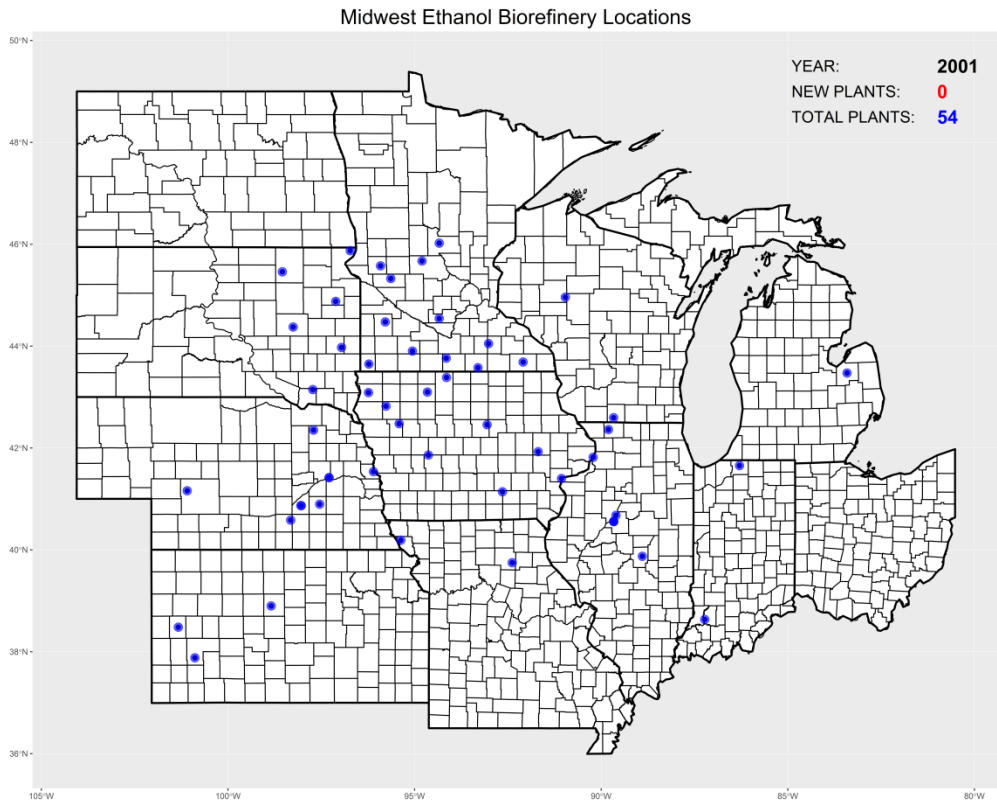 Midwest Ethanol Biorefinery Locations
YEAR: 2001
NEW PLANTS: 0
TOTAL PLANTS: 54
50°N
48°N
46°N
44°N
42°N
40°N
38°N
36°N
105°W 100°W 95°W 90°W 85°W 80°W